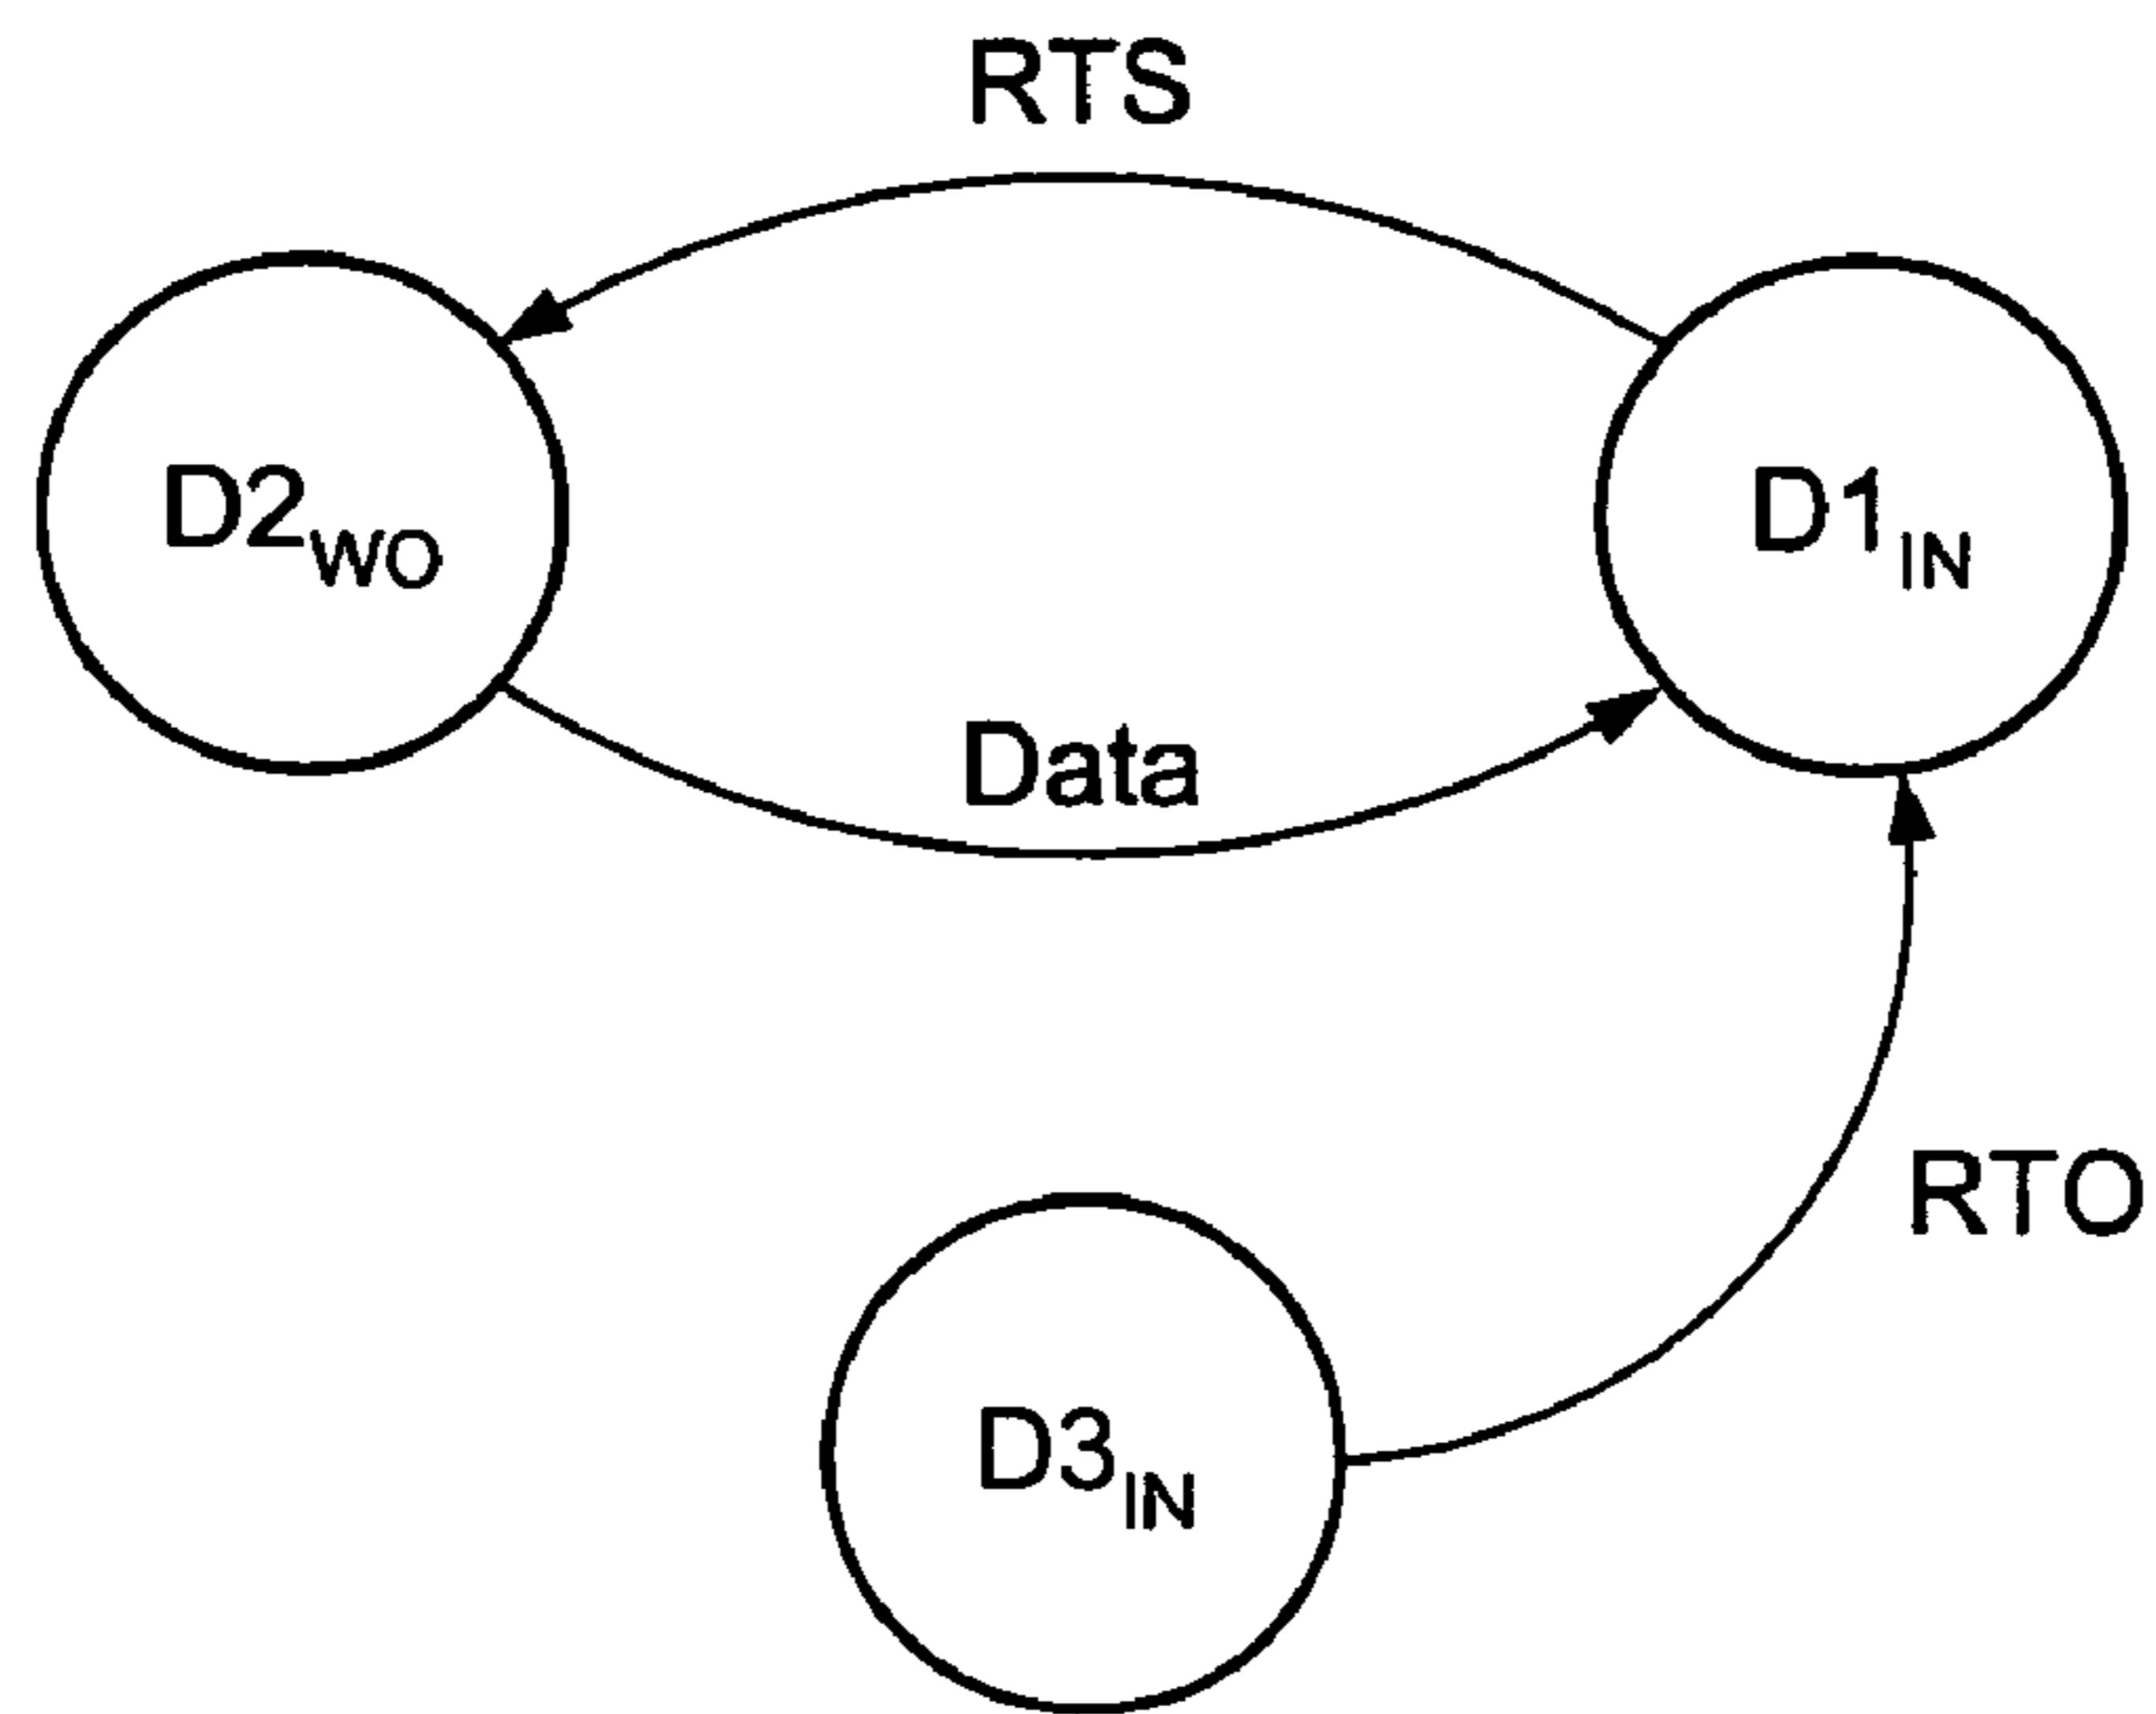 RTS
D2WO
D1IN
Data
RTO
D3IN